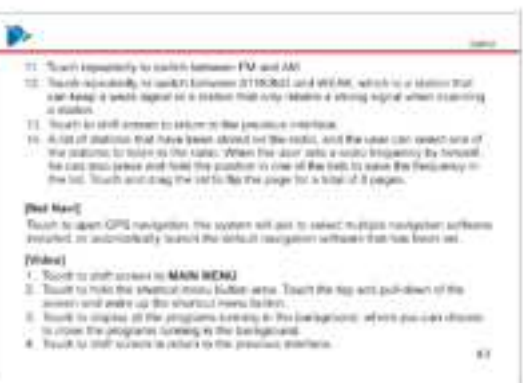 11. Touch repeatedly to switch between FM and AM
12. Touch repeatedly to switch between STRONG and WEAK, which is a station that
can keep a weak signal or a station that only retains a strong signal when searching
a station.
13. Touch to shift screen to return to the previous interface.
14. A list of stations that have been stored on the radio, and the user can select one of
the stations to listen to the radio. When the user sets a radio frequency by himself,
he can also press and hold the position in one of the lists to save the frequency in
the list. Touch and drag the list to flip the page for a total of 3 pages.
[Net Navi]
Touch to open GPS navigation, the system will ask to select multiple navigation software
installed, or automatically launch the default navigation software that has been set.
[Video]
1. Touch to shift screen to MAIN MENU
2. Touch to hide the shortcut menu button area. Touch the top and pull-down of the
screen and wake up the shortcut menu button.
3. Touch to display all the programs running in the background, where you can choose
to close the programs running in the background.
4. Touch to shift screen to return to the previous interface.